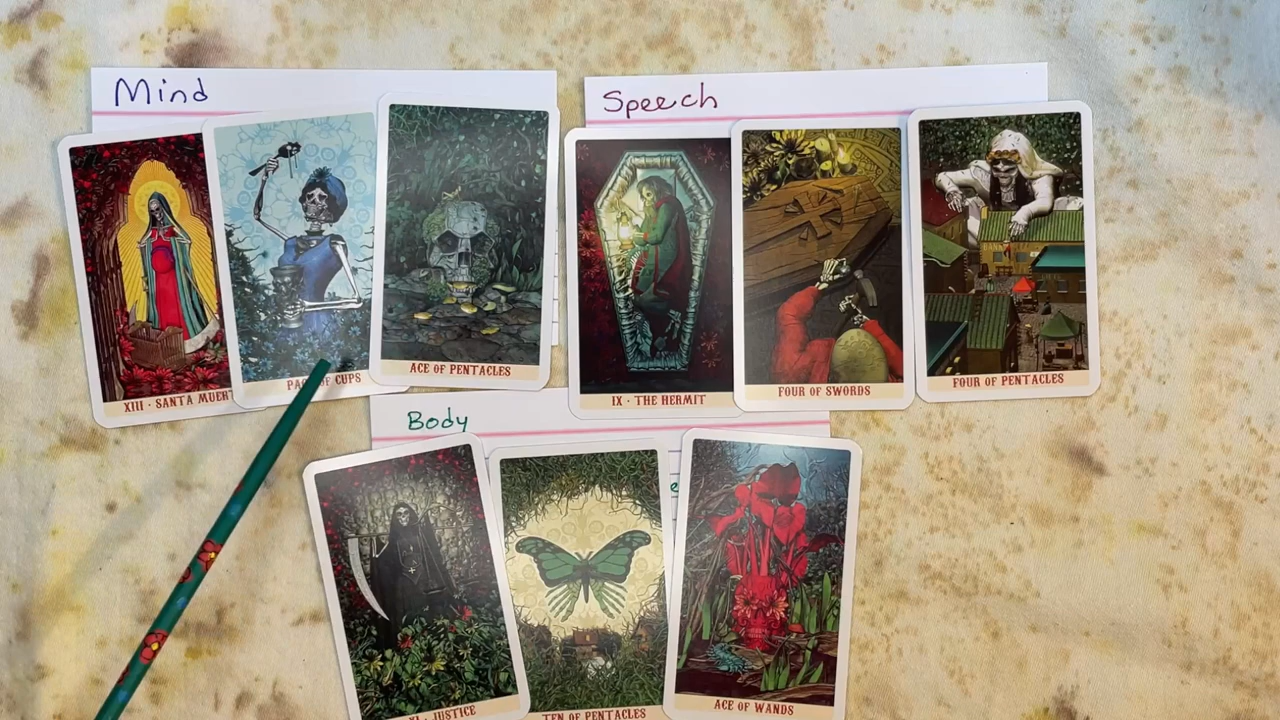 Mind
Speech
XIII · SANTA MUER
PAGE OF CUPS
ACE OF PENTACLES
IX · THE HERMIT
FOUR OF SWORDS
FOUR OF PENTACLES
Body
XI · JUSTICE
TEN OF PENTACLES
ACE OF WANDS